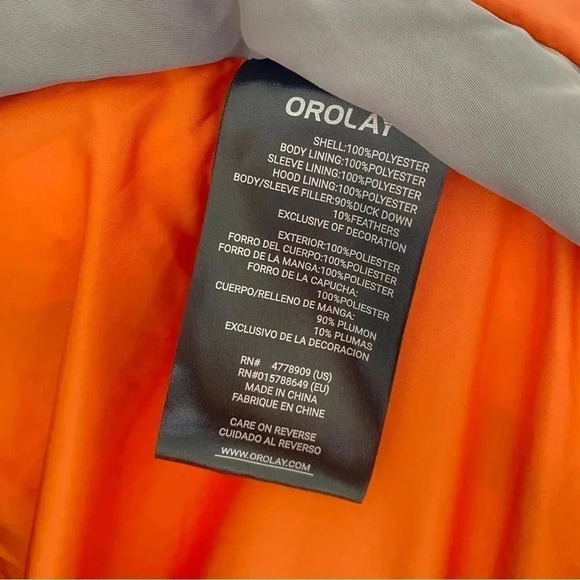 OROLAY
SHELL:100%POLYESTER
BODY LINING:100%POLYESTER
SLEEVE LINING:100%POLYESTER
HOOD LINING:100%POLYESTER
BODY/SLEEVE FILLER:90%DUCK DOWN
10%FEATHERS
EXCLUSIVE OF DECORATION
EXTERIOR:100%POLIESTER
FORRO DEL CUERPO:100%POLIESTER
FORRO DE LA MANGA:100%POLIESTER
FORRO DE LA CAPUCHA:
100%POLIESTER
CUERPO/RELLENO DE MANGA:
90% PLUMON
10% PLUMAS
EXCLUSIVO DE LA DECORACION
RN# 4778909 (US)
RN#015788649 (EU)
MADE IN CHINA
FABRIQUE EN CHINE
CARE ON REVERSE
CUIDADO AL REVERSO
WWW.OROLAY.COM